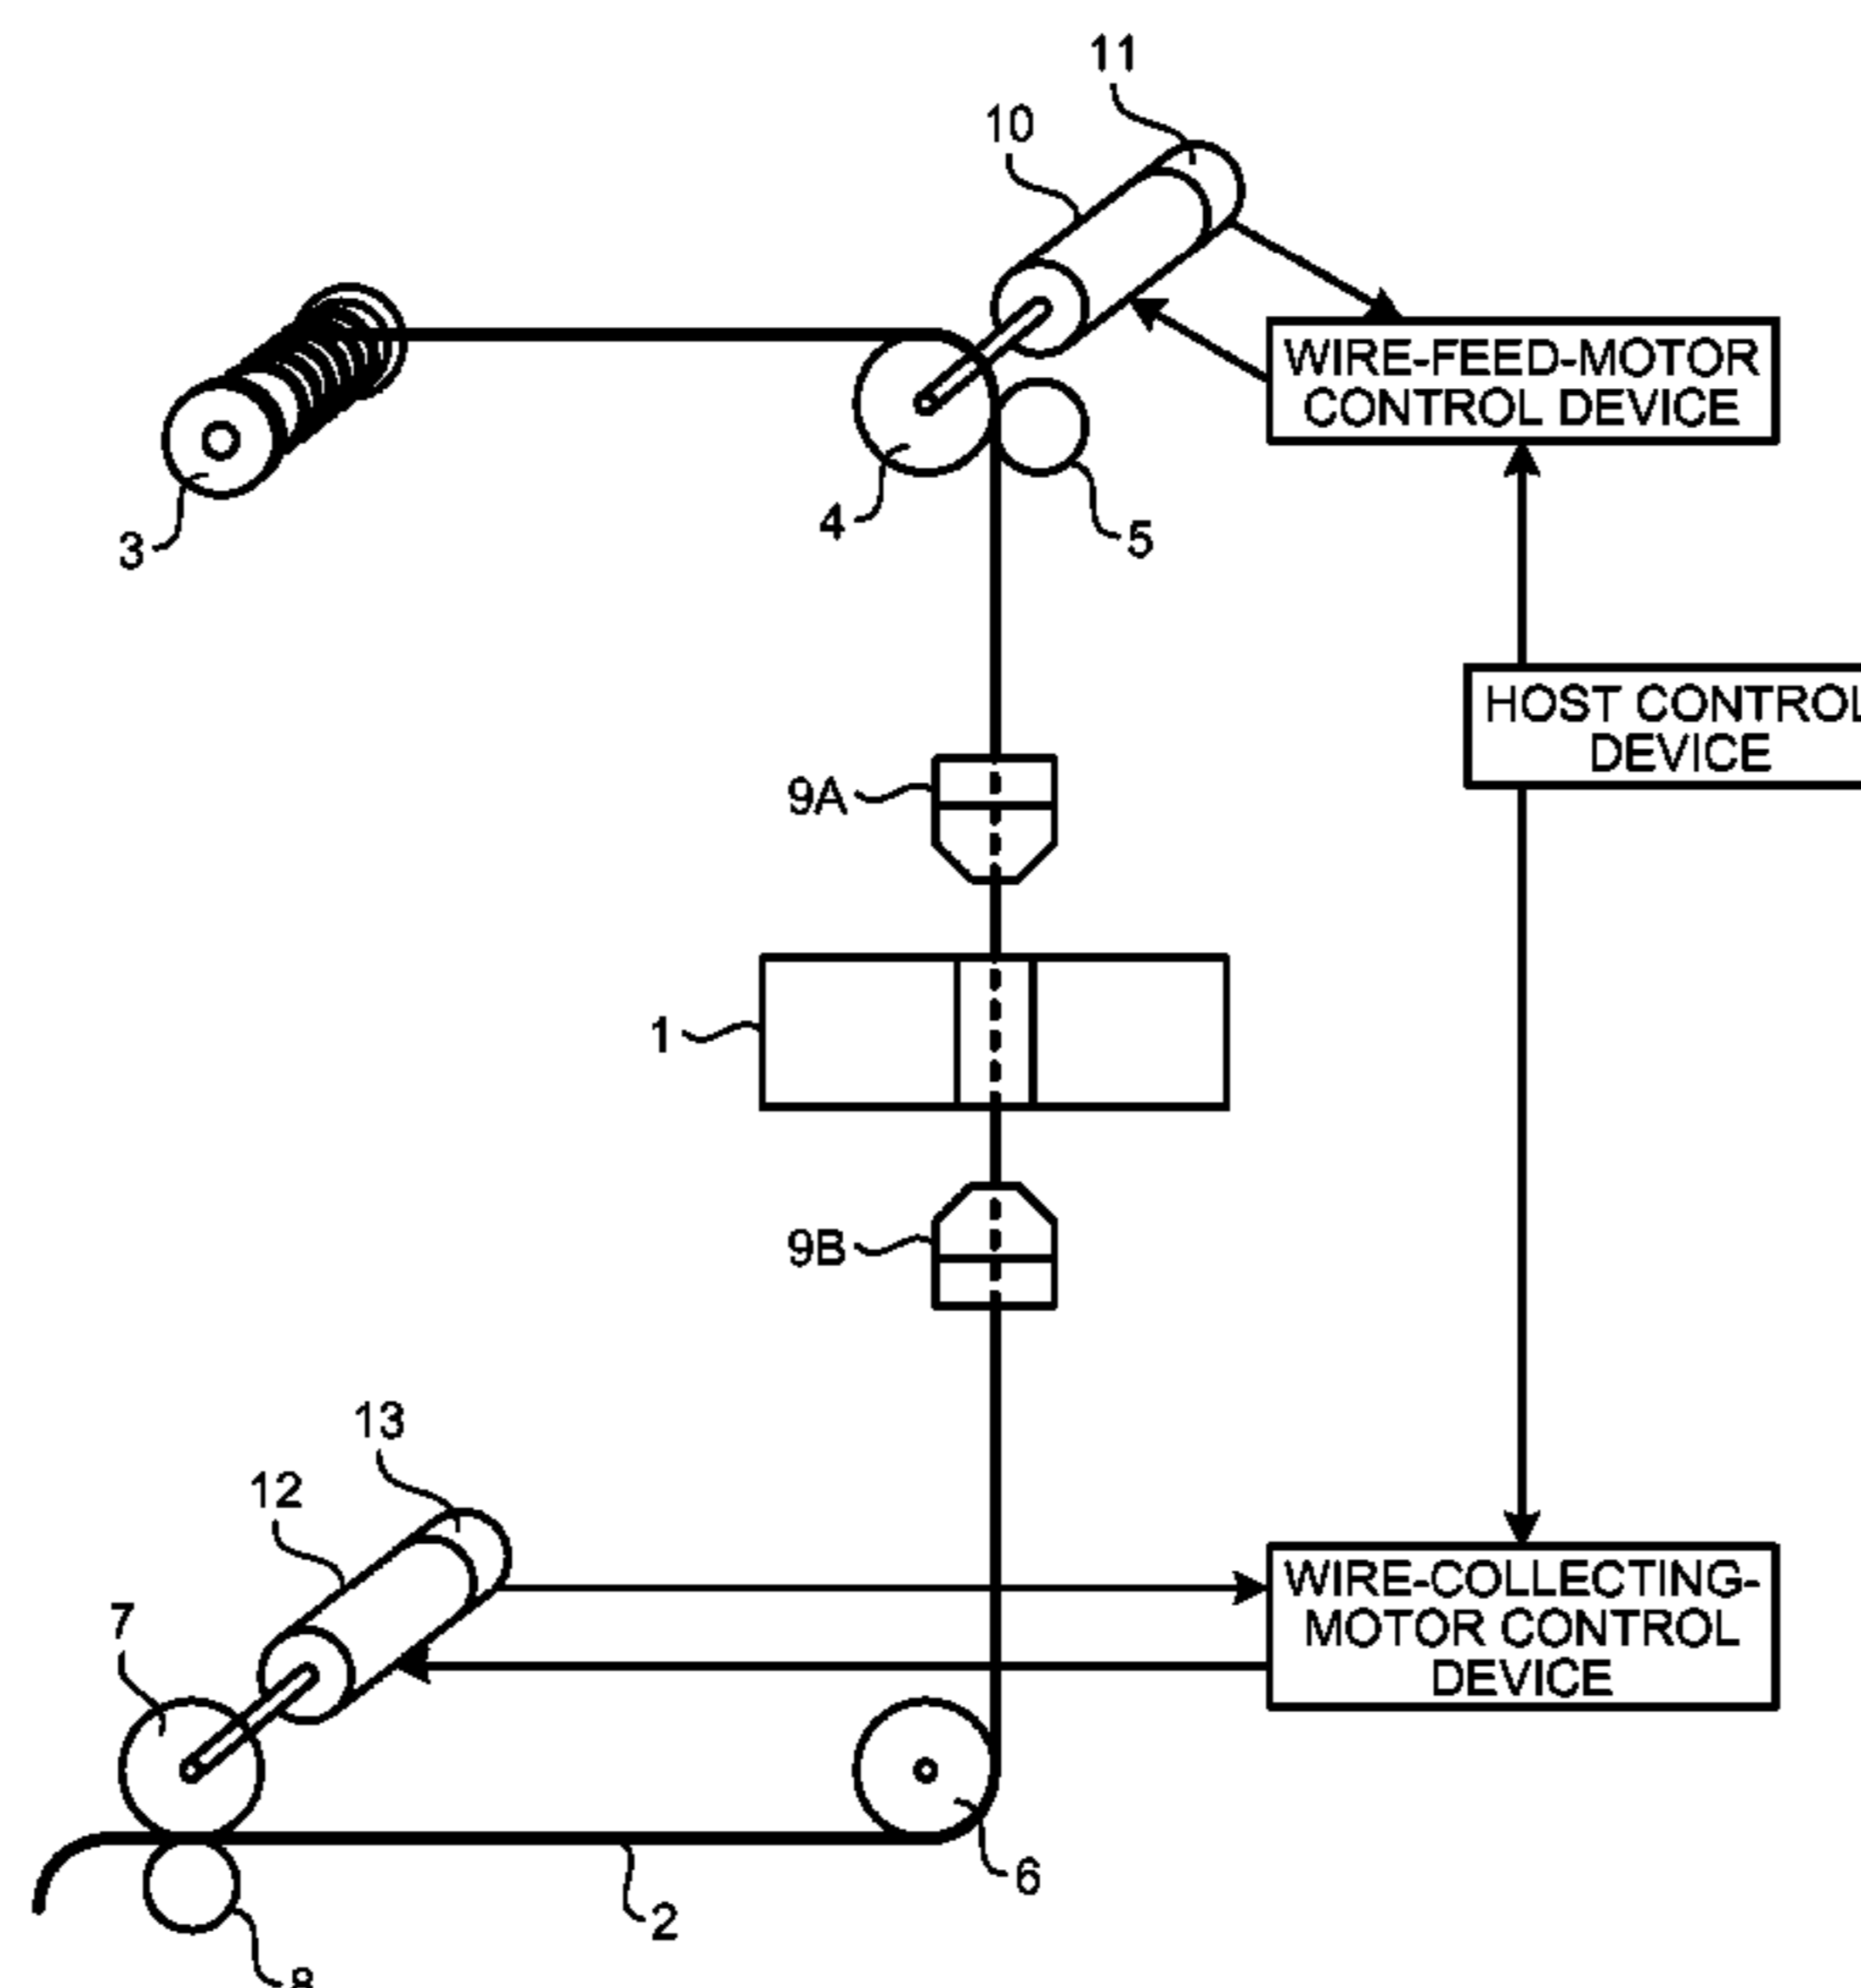 11
10
WIRE-FEED-MOTOR
CONTROL DEVICE
4
5
3
HOST CONTROL
DEVICE
9A
1
9B
13
12
7
WIRE-COLLECTING-
MOTOR CONTROL
DEVICE
6
2
8